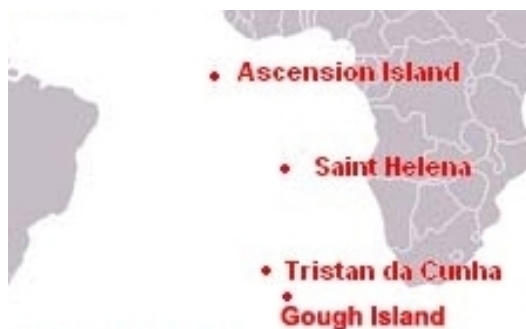 Ascension Island
Saint Helena
Tristan da Cunha
Gough Island